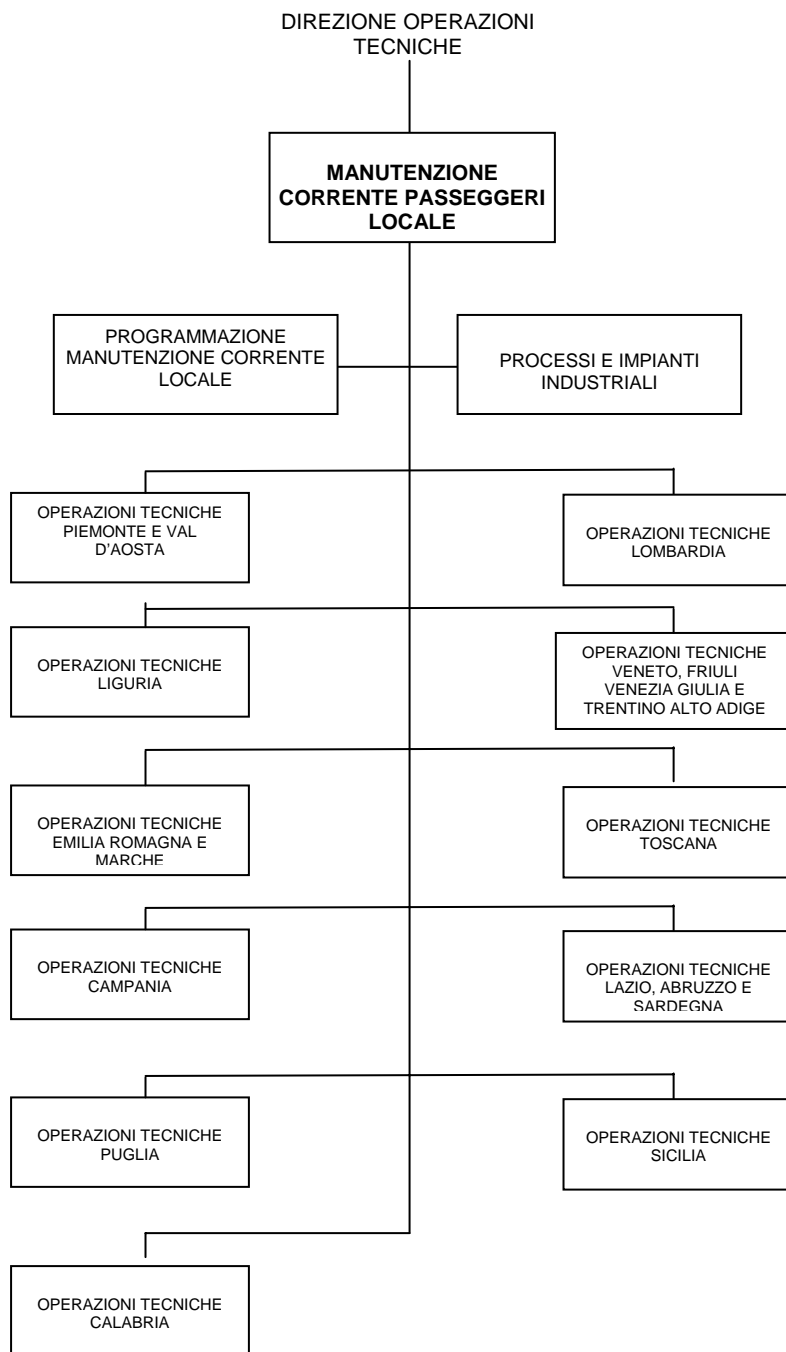 DIREZIONE OPERAZIONI
TECNICHE
MANUTENZIONE
CORRENTE PASSEGGERI
LOCALE
PROGRAMMAZIONE
MANUTENZIONE CORRENTE
LOCALE
PROCESSI E IMPIANTI
INDUSTRIALI
OPERAZIONI TECNICHE
PIEMONTE E VAL
D'AOSTA
OPERAZIONI TECNICHE
LOMBARDIA
OPERAZIONI TECNICHE
LIGURIA
OPERAZIONI TECNICHE
VENETO, FRIULI
VENEZIA GIULIA E
TRENTINO ALTO ADIGE
OPERAZIONI TECNICHE
EMILIA ROMAGNA E
MARCHE
OPERAZIONI TECNICHE
TOSCANA
OPERAZIONI TECNICHE
CAMPANIA
OPERAZIONI TECNICHE
LAZIO, ABRUZZO E
SARDEGNA
OPERAZIONI TECNICHE
PUGLIA
OPERAZIONI TECNICHE
SICILIA
OPERAZIONI TECNICHE
CALABRIA